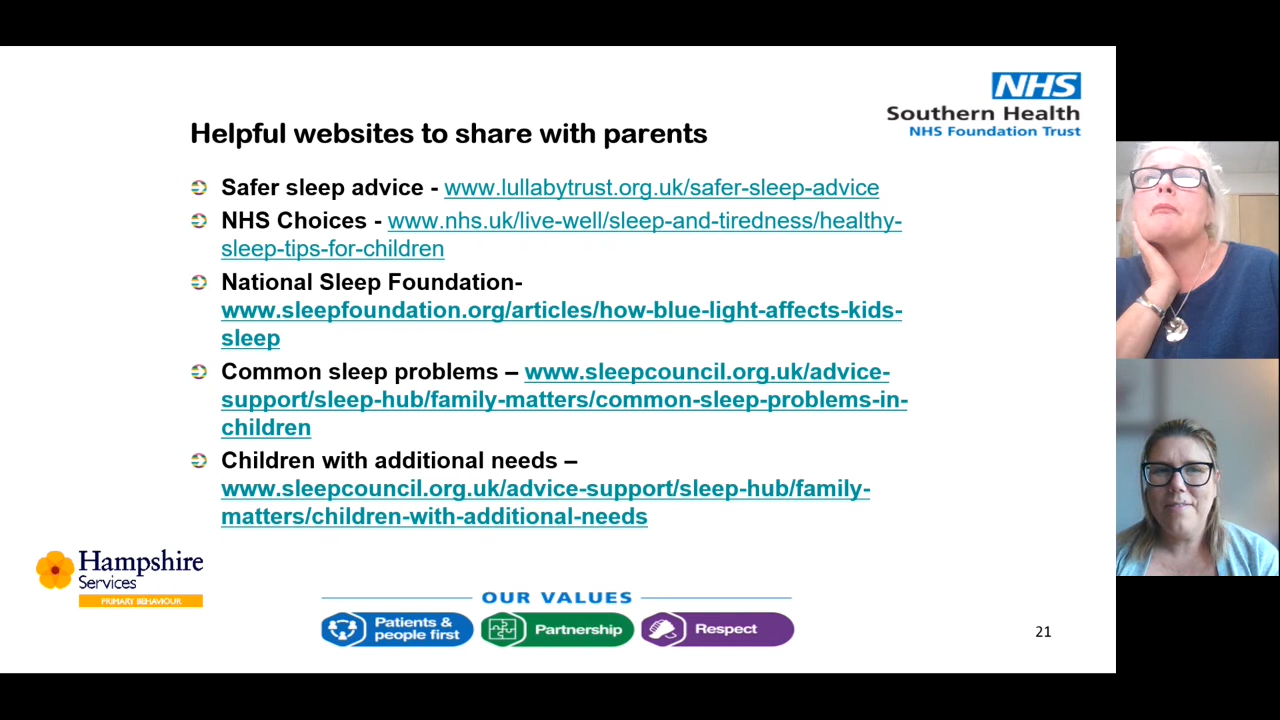 NHS
Southern Health
NHS Foundation Trust
Helpful websites to share with parents
Safer sleep advice - www.lullabytrust.org.uk/safer-sleep-advice
NHS Choices - www.nhs.uk/live-well/sleep-and-tiredness/healthy-
sleep-tips-for-children
National Sleep Foundation-
www.sleepfoundation.org/articles/how-blue-light-affects-kids-
sleep
Common sleep problems – www.sleepcouncil.org.uk/advice-
support/sleep-hub/family-matters/common-sleep-problems-in-
children
Children with additional needs –
www.sleepcouncil.org.uk/advice-support/sleep-hub/family-
matters/children-with-additional-needs
Hampshire
Services
PRIMARY BEHAVIOUR
OUR VALUES
Patients &
people first
Partnership
Respect
21